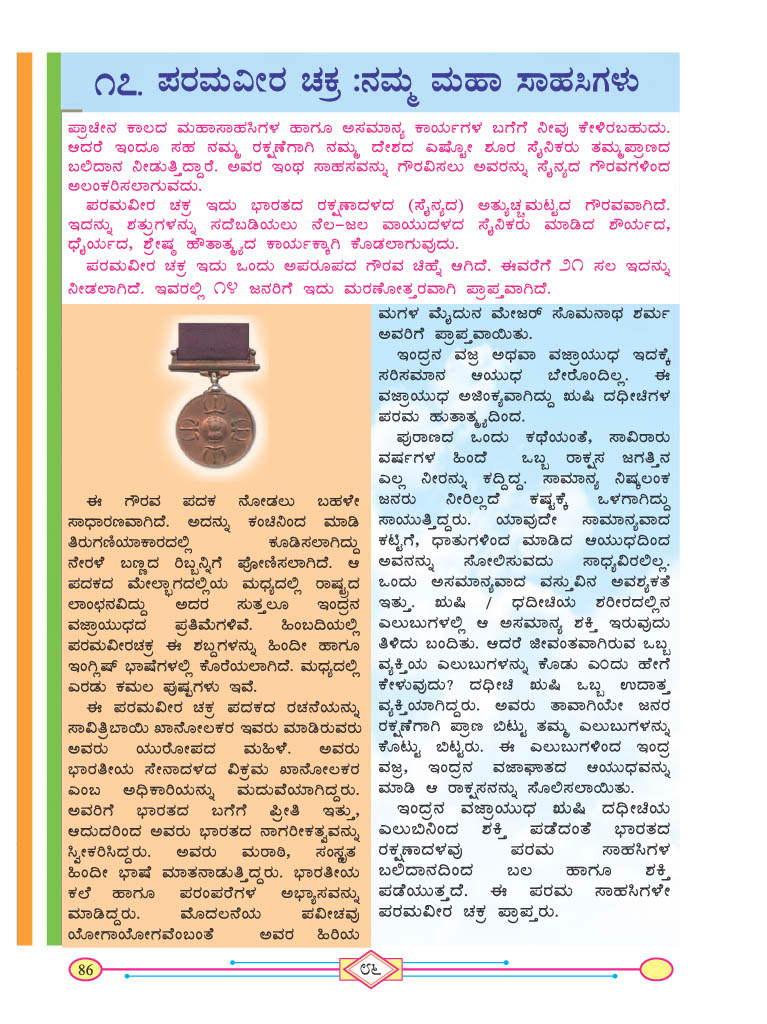 ೧೭. ಪರಮವೀರ ಚಕ್ರ :ನಮ್ಮ ಮಹಾ ಸಾಹಸಿಗಳು
ಪ್ರಾಚೀನ ಕಾಲದ ಮಹಾಸಾಹಸಿಗಳ ಹಾಗೂ ಅಸಮಾನ್ಯ ಕಾರ್ಯಗಳ ಬಗೆಗೆ ನೀವು ಕೇಳಿರಬಹುದು.
ಆದರೆ ಇಂದೂ ಸಹ ನಮ್ಮ ರಕ್ಷಣೆಗಾಗಿ ನಮ್ಮ ದೇಶದ ಎಷ್ಟೋ ಶೂರ ಸೈನಿಕರು ತಮ್ಮಪ್ರಾಣದ
ಬಲಿದಾನ ನೀಡುತ್ತಿದ್ದಾರೆ. ಅವರ ಇಂಥ ಸಾಹಸವನ್ನು ಗೌರವಿಸಲು ಅವರನ್ನು ಸೈನ್ಯದ ಗೌರವಗಳಿಂದ
ಅಲಂಕರಿಸಲಾಗುವದು.
ಪರಮವೀರ ಚಕ್ರ ಇದು ಭಾರತದ ರಕ್ಷಣಾದಳದ (ಸೈನ್ಯದ) ಅತ್ಯುಚ್ಚಮಟ್ಟದ ಗೌರವವಾಗಿದೆ.
ಇದನ್ನು ಶತ್ರುಗಳನ್ನು ಸದೆಬಡಿಯಲು ನೆಲ-ಜಲ ವಾಯುದಳದ ಸೈನಿಕರು ಮಾಡಿದ ಶೌರ್ಯದ,
ಧೈರ್ಯದ, ಶ್ರೇಷ್ಠ ಹೌತಾತ್ಮ್ಯದ ಕಾರ್ಯಕ್ಕಾಗಿ ಕೊಡಲಾಗುವುದು.
ಪರಮವೀರ ಚಕ್ರ ಇದು ಒಂದು ಅಪರೂಪದ ಗೌರವ ಚಿಹ್ನೆ ಆಗಿದೆ. ಈವರೆಗೆ ೨೧ ಸಲ ಇದನ್ನು
ನೀಡಲಾಗಿದೆ. ಇವರಲ್ಲಿ ೧೪ ಜನರಿಗೆ ಇದು ಮರಣೋತ್ತರವಾಗಿ ಪ್ರಾಪ್ತವಾಗಿದೆ.
ಈ ಗೌರವ ಪದಕ ನೋಡಲು ಬಹಳೇ
ಸಾಧಾರಣವಾಗಿದೆ. ಅದನ್ನು ಕಂಚಿನಿಂದ ಮಾಡಿ
ತಿರುಗಣಿಯಾಕಾರದಲ್ಲಿ ಕೂಡಿಸಲಾಗಿದ್ದು
ನೇರಳೆ ಬಣ್ಣದ ರಿಬ್ಬನ್ನಿಗೆ ಪೋಣಿಸಲಾಗಿದೆ. ಆ
ಪದಕದ ಮೇಲ್ಭಾಗದಲ್ಲಿಯ ಮಧ್ಯದಲ್ಲಿ ರಾಷ್ಟ್ರದ
ಲಾಂಛನವಿದ್ದು ಅದರ ಸುತ್ತಲೂ ಇಂದ್ರನ
ವಜ್ರಾಯುಧದ ಪ್ರತಿಮೆಗಳಿವೆ. ಹಿಂಬದಿಯಲ್ಲಿ
ಪರಮವೀರಚಕ್ರ ಈ ಶಬ್ದಗಳನ್ನು ಹಿಂದೀ ಹಾಗೂ
ಇಂಗ್ಲಿಷ್ ಭಾಷೆಗಳಲ್ಲಿ ಕೊರೆಯಲಾಗಿದೆ. ಮಧ್ಯದಲ್ಲಿ
ಎರಡು ಕಮಲ ಪುಷ್ಪಗಳು ಇವೆ.
ಈ ಪರಮವೀರ ಚಕ್ರ ಪದಕದ ರಚನೆಯನ್ನು
ಸಾವಿತ್ರಿಬಾಯಿ ಖಾನೋಲಕರ ಇವರು ಮಾಡಿರುವರು
ಅವರು ಯುರೋಪದ ಮಹಿಳೆ. ಅವರು
ಭಾರತೀಯ ಸೇನಾದಳದ ವಿಕ್ರಮ ಖಾನೋಲಕರ
ಎಂಬ ಅಧಿಕಾರಿಯನ್ನು ಮದುವೆಯಾಗಿದ್ದರು.
ಅವರಿಗೆ ಭಾರತದ ಬಗೆಗೆ ಪ್ರೀತಿ ಇತ್ತು,
ಆದುದರಿಂದ ಅವರು ಭಾರತದ ನಾಗರೀಕತ್ವವನ್ನು
ಸ್ವೀಕರಿಸಿದ್ದರು. ಅವರು ಮರಾಠಿ, ಸಂಸ್ಕೃತ
ಹಿಂದೀ ಭಾಷೆ ಮಾತನಾಡುತ್ತಿದ್ದರು. ಭಾರತೀಯ
ಕಲೆ ಹಾಗೂ ಪರಂಪರೆಗಳ ಅಭ್ಯಾಸವನ್ನು
ಮಾಡಿದ್ದರು. ಮೊದಲನೆಯ ಪವೀಚವು
ಯೋಗಾಯೋಗವೆಂಬಂತೆ ಅವರ ಹಿರಿಯ
ಮಗಳ ಮೈದುನ ಮೇಜರ್ ಸೊಮನಾಥ ಶರ್ಮ
ಅವರಿಗೆ ಪ್ರಾಪ್ತವಾಯಿತು.
ಇಂದ್ರನ ವಜ್ರ ಅಥವಾ ವಜ್ರಾಯುಧ ಇದಕ್ಕೆ
ಸರಿಸಮಾನ ಆಯುಧ ಬೇರೊಂದಿಲ್ಲ. ಈ
ವಜ್ರಾಯುಧ ಅಜಿಂಕ್ಯವಾಗಿದ್ದು ಋಷಿ ದಧೀಚಿಗಳ
ಪರಮ ಹುತಾತ್ಮ್ಯದಿಂದ.
ಪುರಾಣದ ಒಂದು ಕಥೆಯಂತೆ, ಸಾವಿರಾರು
ವರ್ಷಗಳ ಹಿಂದೆ ಒಬ್ಬ ರಾಕ್ಷಸ ಜಗತ್ತಿನ
ಎಲ್ಲ ನೀರನ್ನು ಕದ್ದಿದ್ದ. ಸಾಮಾನ್ಯ ನಿಷ್ಕಲಂಕ
ಜನರು ನೀರಿಲ್ಲದೆ ಕಷ್ಟಕ್ಕೆ ಒಳಗಾಗಿದ್ದು
ಸಾಯುತ್ತಿದ್ದರು. ಯಾವುದೇ ಸಾಮಾನ್ಯವಾದ
ಕಟ್ಟಿಗೆ, ಧಾತುಗಳಿಂದ ಮಾಡಿದ ಆಯುಧದಿಂದ
ಅವನನ್ನು ಸೋಲಿಸುವದು ಸಾಧ್ಯವಿರಲಿಲ್ಲ.
ಒಂದು ಅಸಮಾನ್ಯವಾದ ವಸ್ತುವಿನ ಅವಶ್ಯಕತೆ
ಇತ್ತು. ಋಷಿ / ಧದೀಚಿಯ ಶರೀರದಲ್ಲಿನ
ಎಲುಬುಗಳಲ್ಲಿ ಆ ಅಸಮಾನ್ಯ ಶಕ್ತಿ ಇರುವುದು
ತಿಳಿದು ಬಂದಿತು. ಆದರೆ ಜೀವಂತವಾಗಿರುವ ಒಬ್ಬ
ವ್ಯಕ್ತಿಯ ಎಲುಬುಗಳನ್ನು ಕೊಡು ಎಂದು ಹೇಗೆ
ಕೇಳುವುದು? ದಧೀಚಿ ಋಷಿ ಒಬ್ಬ ಉದಾತ್ತ
ವ್ಯಕ್ತಿಯಾಗಿದ್ದರು. ಅವರು ತಾವಾಗಿಯೇ ಜನರ
ರಕ್ಷಣೆಗಾಗಿ ಪ್ರಾಣ ಬಿಟ್ಟು ತಮ್ಮ ಎಲುಬುಗಳನ್ನು
ಕೊಟ್ಟು ಬಿಟ್ಟರು. ಈ ಎಲುಬುಗಳಿಂದ ಇಂದ್ರ
ವಜ್ರ, ಇಂದ್ರನ ವಜಾಘಾತದ ಆಯುಧವನ್ನು
ಮಾಡಿ ಆ ರಾಕ್ಷಸನನ್ನು ಸೊಲಿಸಲಾಯಿತು.
ಇಂದ್ರನ ವಜ್ರಾಯುಧ ಋಷಿ ದಧೀಚಿಯ
ಎಲುಬಿನಿಂದ ಶಕ್ತಿ ಪಡೆದಂತೆ ಭಾರತದ
ರಕ್ಷಣಾದಳವು ಪರಮ ಸಾಹಸಿಗಳ
ಬಲಿದಾನದಿಂದ ಬಲ ಹಾಗೂ ಶಕ್ತಿ
ಪಡೆಯುತ್ತದೆ. ಈ ಪರಮ ಸಾಹಸಿಗಳೇ
ಪರಮವೀರ ಚಕ್ರ ಪ್ರಾಪ್ತರು.
86
೮೬